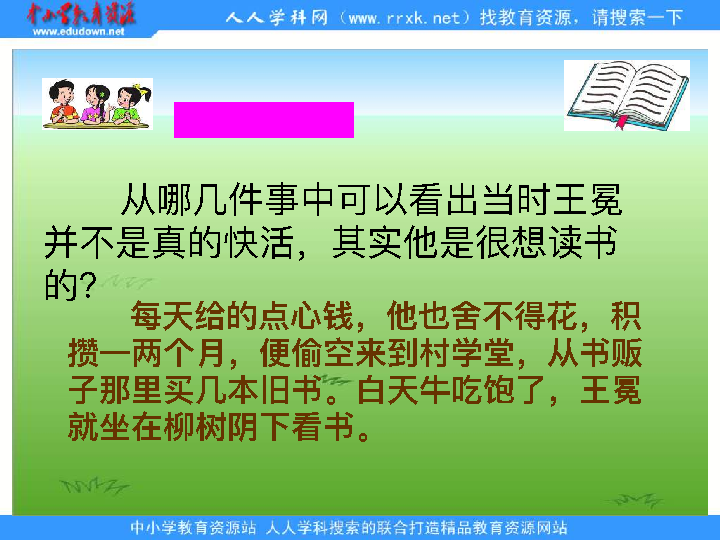 中小学教育资源
www.edudown.net
人人学科网（www.rrxk.net）找教育资源，请搜索一下
从哪几件事中可以看出当时王冕
并不是真的快活，其实他是很想读书
的？
每天给的点心钱，他也舍不得花，积
攒一两个月，便偷空来到村学堂，从书贩
子那里买几本旧书。白天牛吃饱了，王冕
就坐在柳树阴下看书。
中小学教育资源站 人人学科搜索的联合打造精品教育资源网站